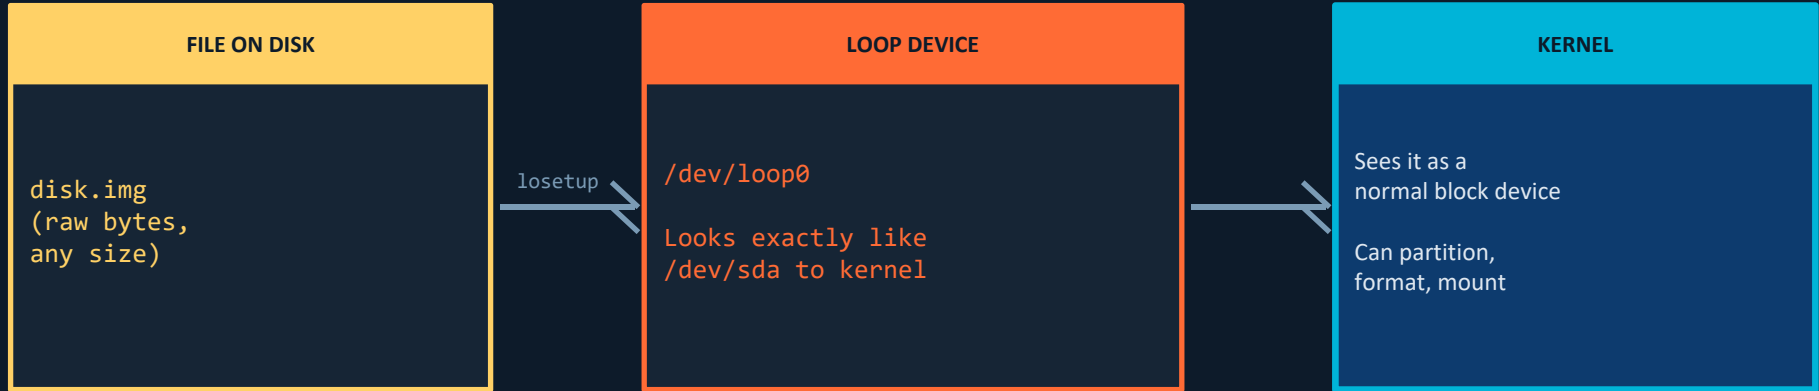 FILE ON DISK
disk.img
(raw bytes,
any size)
losetup
LOOP DEVICE
/dev/loop0
Looks exactly like
/dev/sda to kernel
KERNEL
Sees it as a
normal block device
Can partition,
format, mount